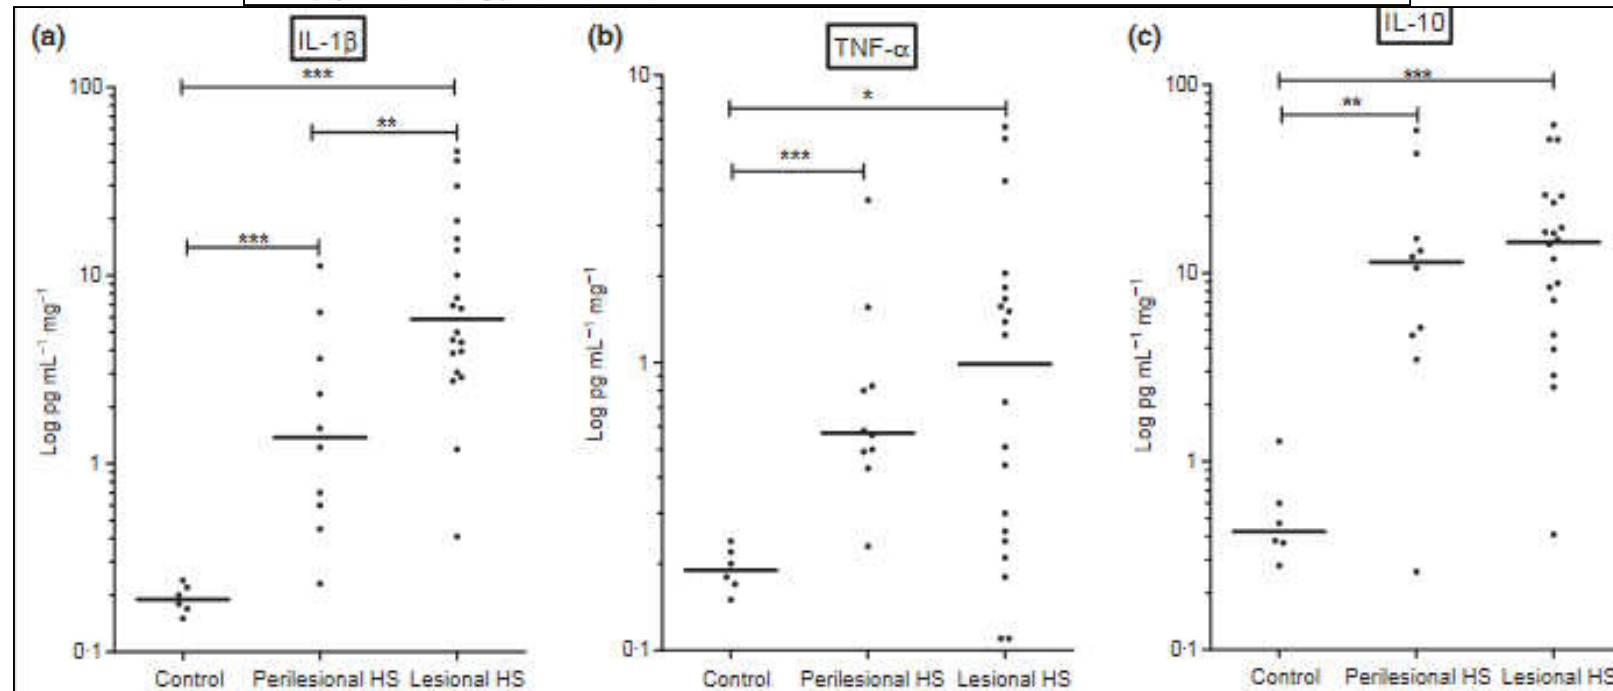 (a)
IL-1β
***
**
***
100
10
1
0·1
Log pg mL⁻¹ mg⁻¹
Control Perilesional HS Lesional HS
(b)
TNF-α
*
***
10
1
0·1
Log pg mL⁻¹ mg⁻¹
Control Perilesional HS Lesional HS
(c)
IL-10
***
**
100
10
1
0·1
Log pg mL⁻¹ mg⁻¹
Control Perilesional HS Lesional HS